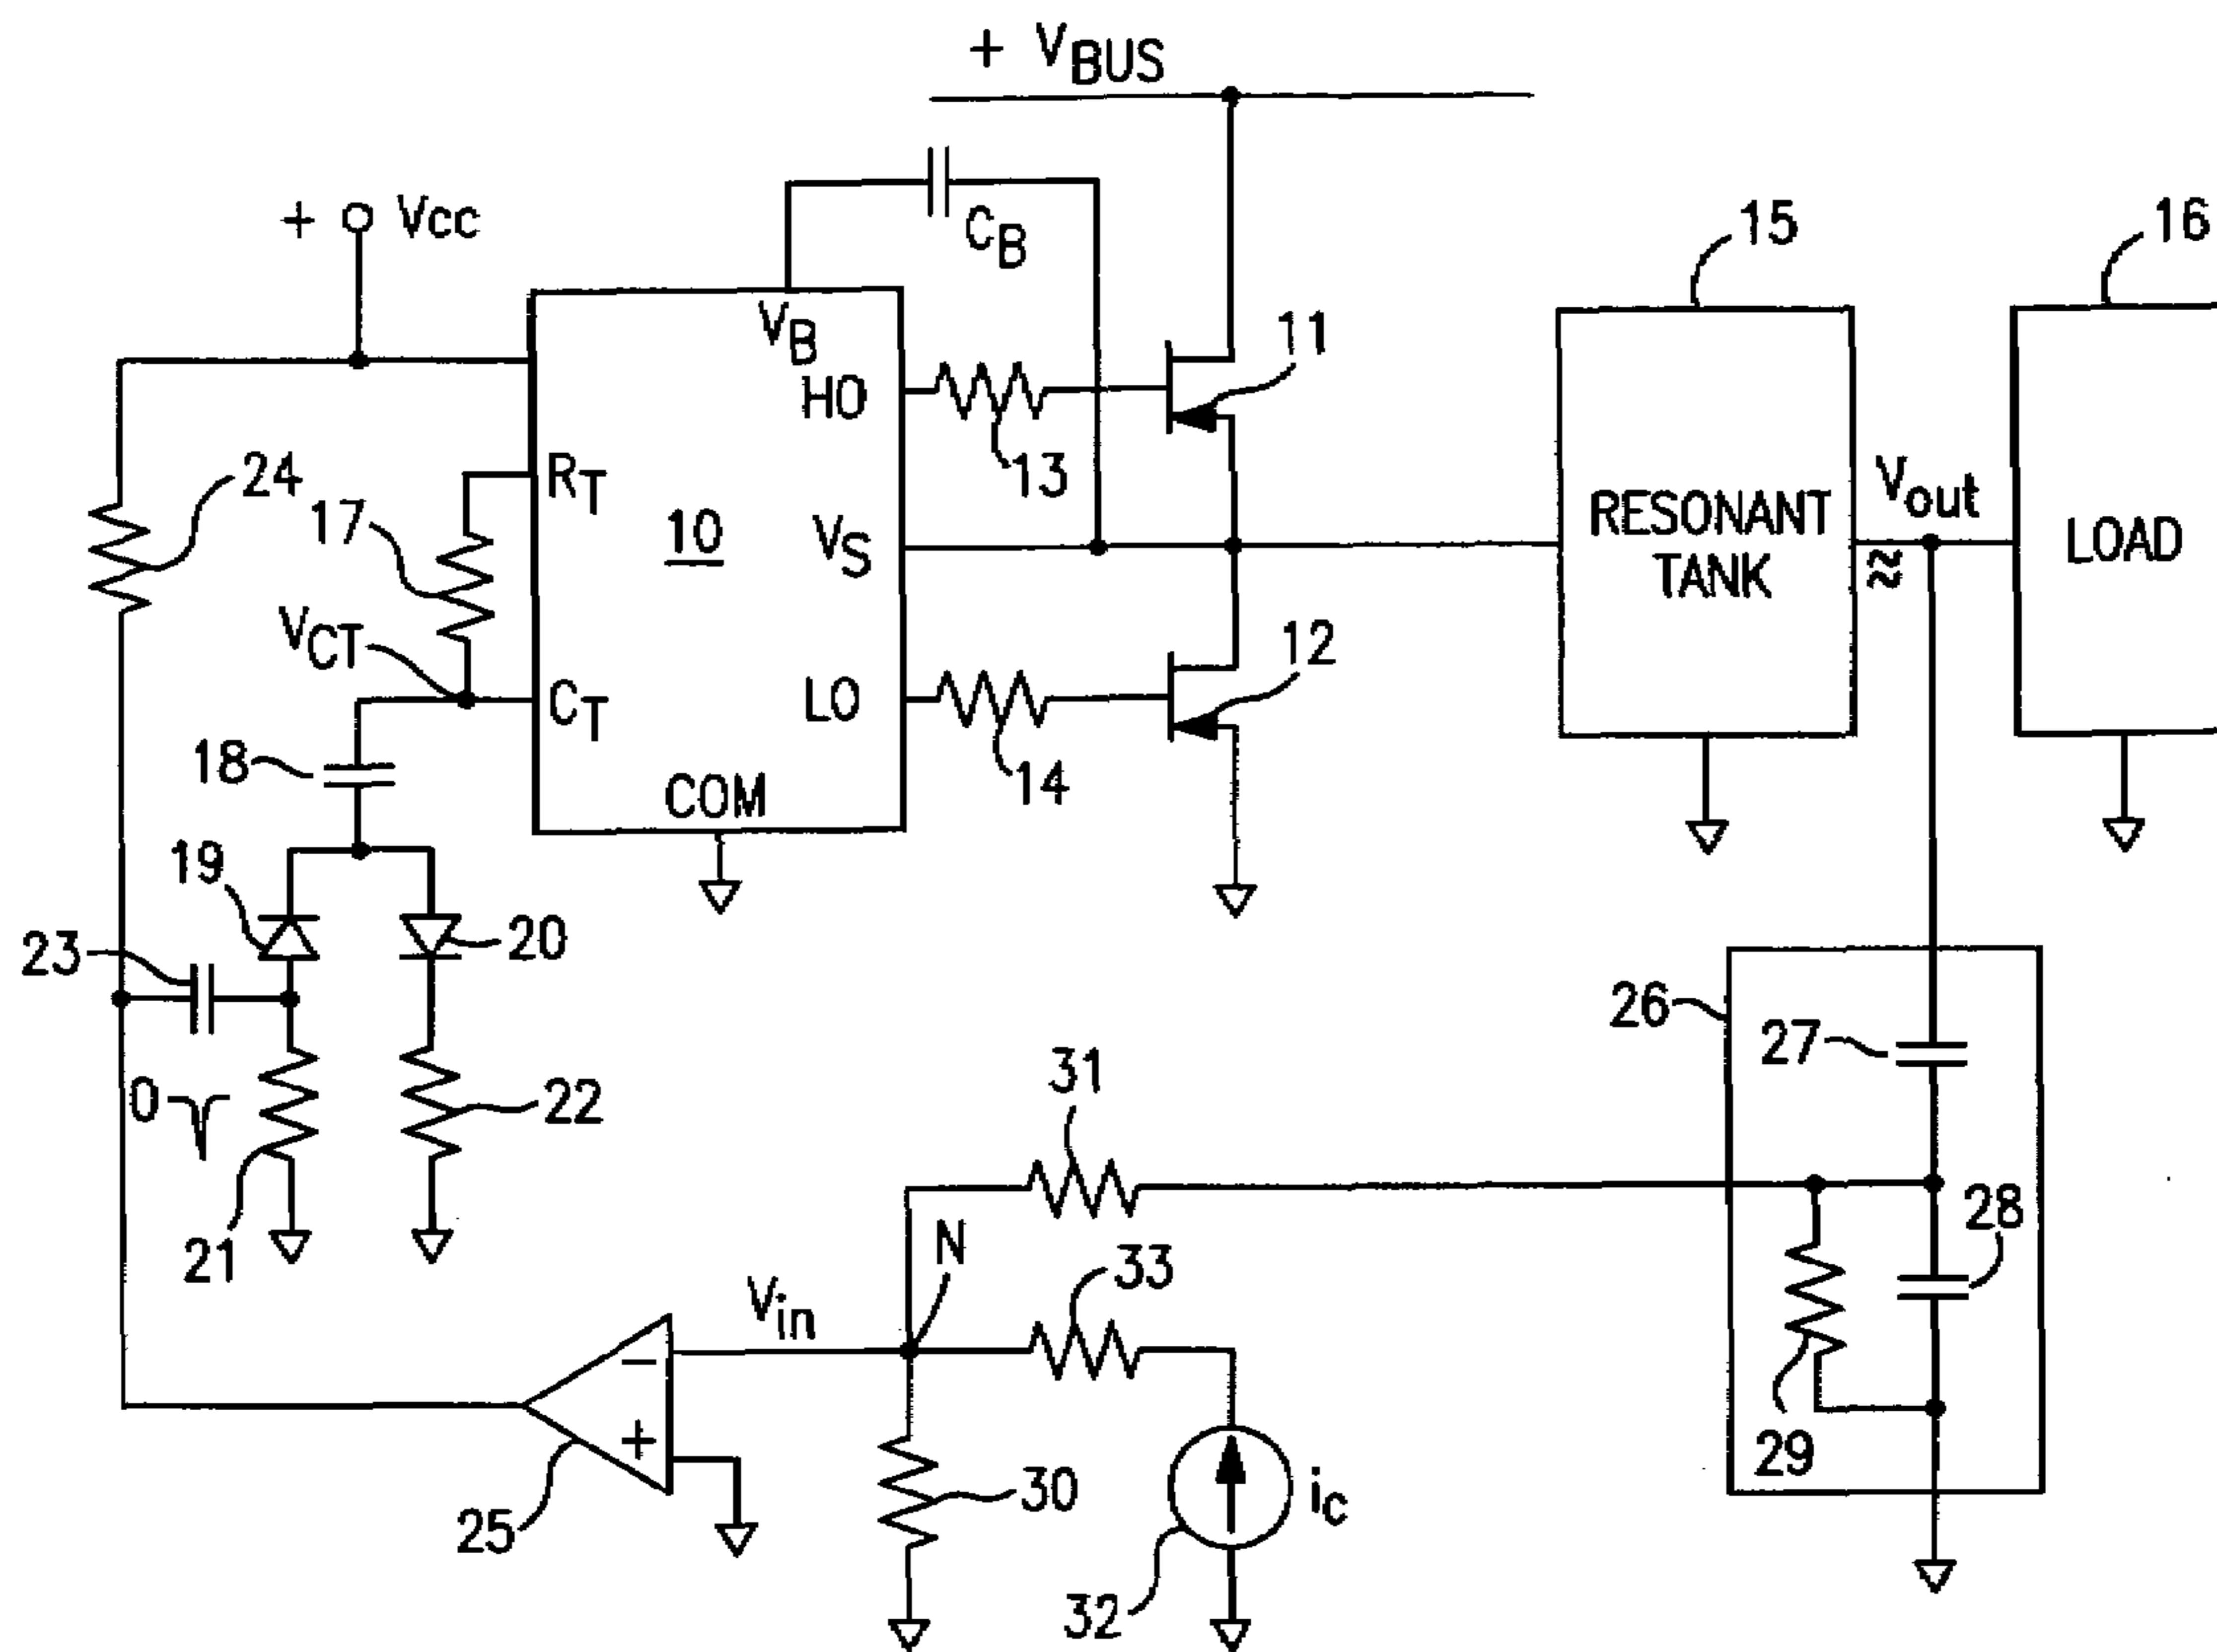 + VBUS
+ Vcc
CB
15
16
VB
11
HO
24
RT
13
17
10
VS
Vout
RESONANT
TANK
LOAD
VCT
12
CT
LO
18
14
COM
19
23
20
26
27
31
0
22
28
21
N
33
Vin
−
+
29
25
30
ic
32